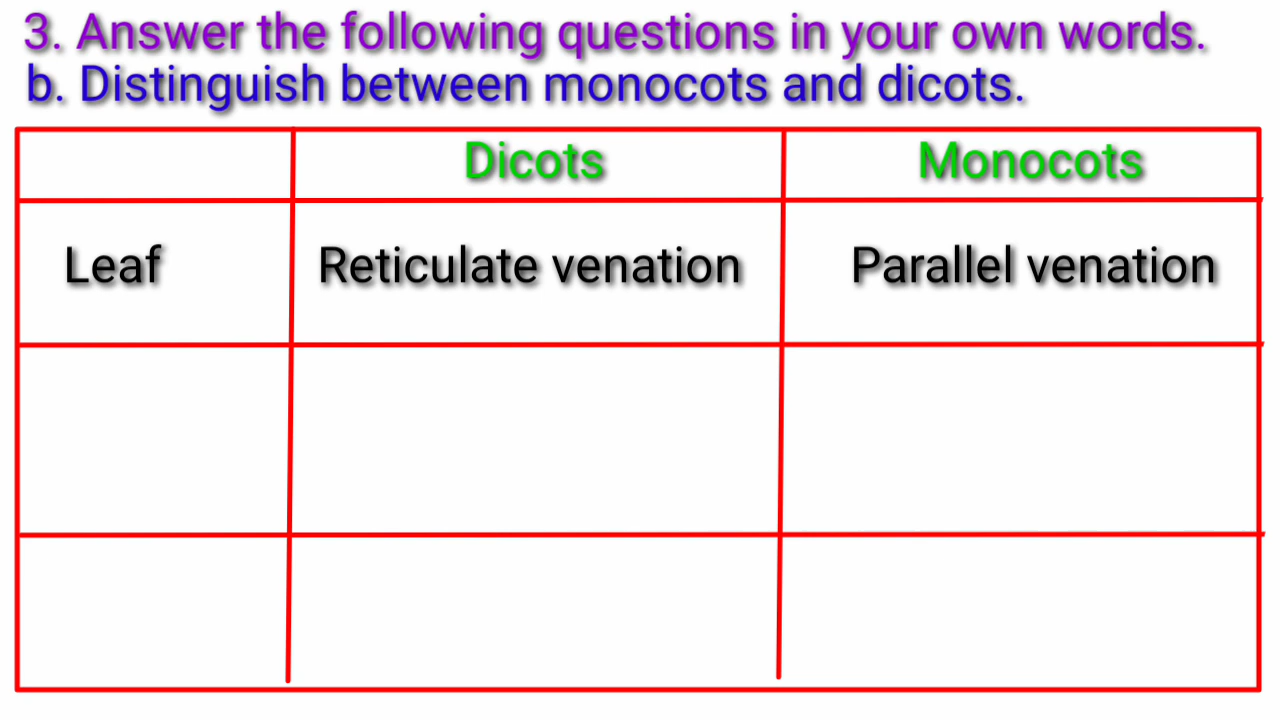 3. Answer the following questions in your own words.
b. Distinguish between monocots and dicots.
Dicots Monocots
Leaf Reticulate venation Parallel venation